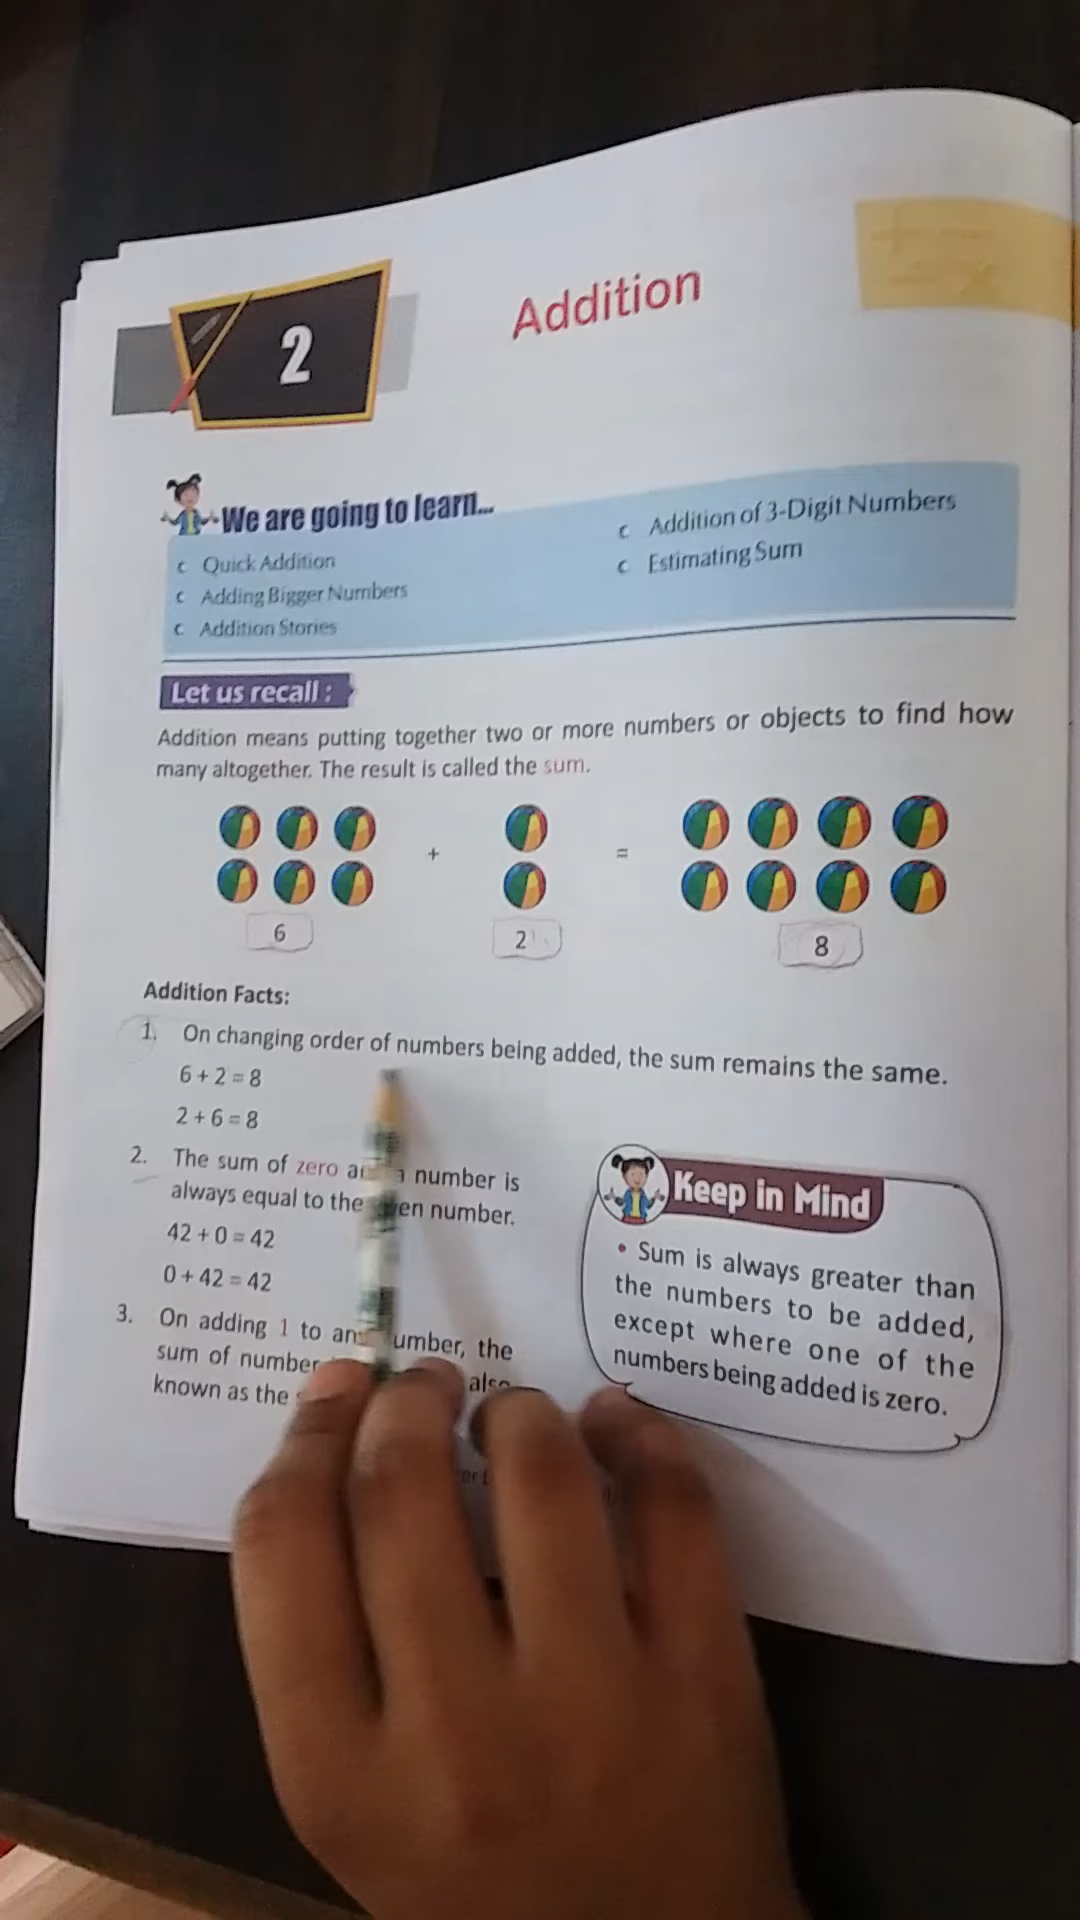 2
Addition
We are going to learn...
c Quick Addition
c Adding Bigger Numbers
c Addition Stories
c Addition of 3-Digit Numbers
c Estimating Sum
Let us recall :
Addition means putting together two or more numbers or objects to find how
many altogether. The result is called the sum.
+ =
6 2 8
Addition Facts:
1. On changing order of numbers being added, the sum remains the same.
6 + 2 = 8
2 + 6 = 8
2. The sum of zero a number is
always equal to the number.
42 + 0 = 42
0 + 42 = 42
3. On adding 1 to the
sum of number
known as the
Keep in Mind
• Sum is always greater than
the numbers to be added,
except where one of the
numbers being added is zero.